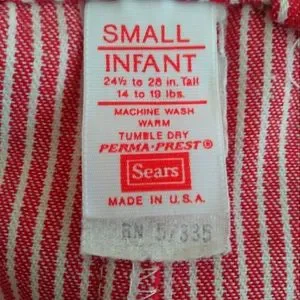 SMALL
INFANT
24½ to 28 in. Tall
14 to 19 lbs.
MACHINE WASH
WARM
TUMBLE DRY
PERMA-PREST®
Sears
MADE IN U.S.A.
RN 57335